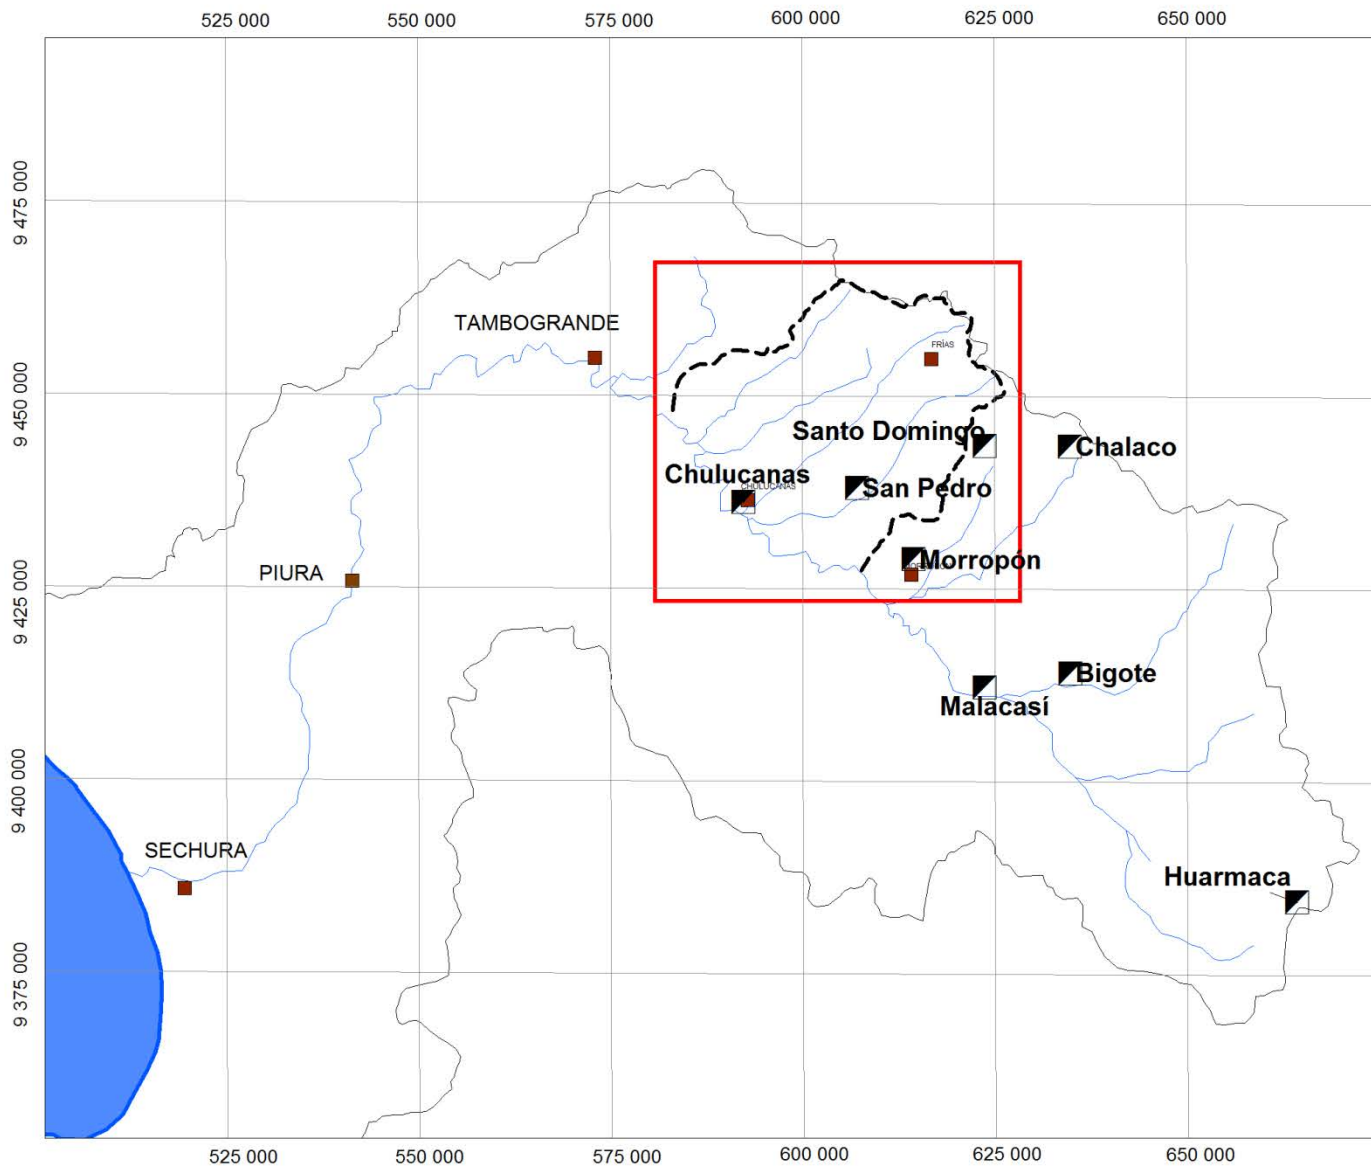 525 000
550 000
575 000
600 000
625 000
650 000
9 475 000
TAMBOGRANDE
FRÍAS
9 450 000
Santo Domingo
Chalaco
Chulucanas
CHULUCANAS
San Pedro
PIURA
Morropón
9 425 000
Bigote
Malacasí
9 400 000
SECHURA
Huarmaca
9 375 000
525 000
550 000
575 000
600 000
625 000
650 000